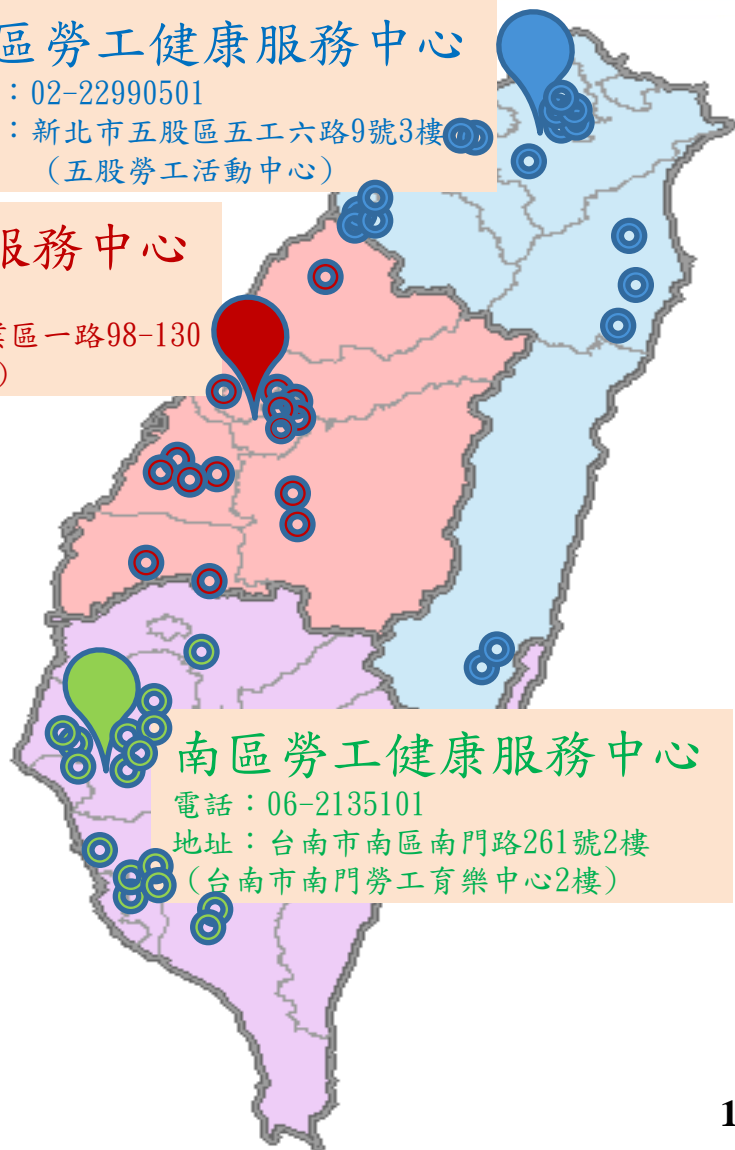 區勞工健康服務中心
：02-22990501
：新北市五股區五工六路9號3樓
（五股勞工活動中心）
服務中心
業區一路98-130
）
南區勞工健康服務中心
電話：06-2135101
地址：台南市南區南門路261號2樓
（台南市南門勞工育樂中心2樓）
1